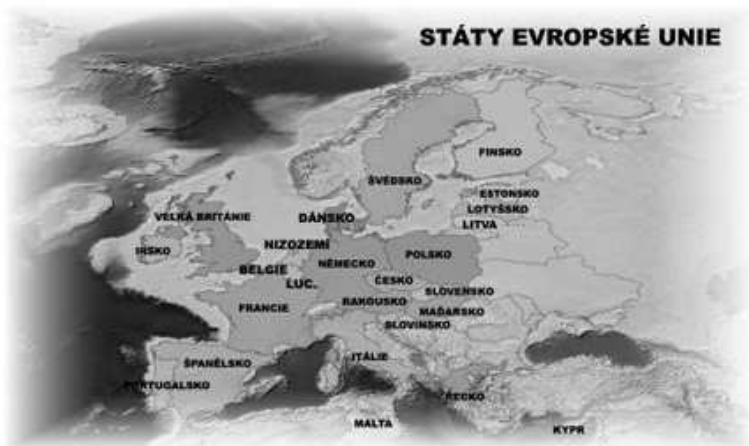 STÁTY EVROPSKÉ UNIE
FINSKO
ŠVÉDSKO
ESTONSKO
LOTYŠSKO
LITVA
VELKÁ BRITÁNIE
DÁNSKO
IRSKO
NIZOZEMÍ
BELGIE
NĚMECKO
POLSKO
LUC.
ČESKO
SLOVENSKO
FRANCIE
RAKOUSKO
MAĎARSKO
SLOVINSKO
ITÁLIE
ŠPANĚLSKO
PORTUGALSKO
ŘECKO
MALTA
KYPR